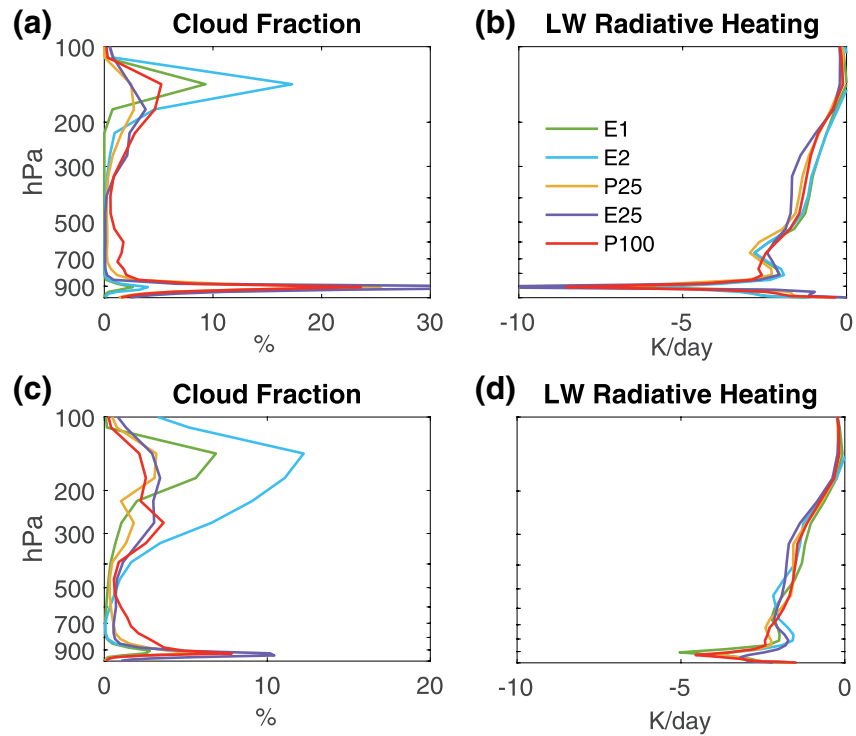 (a) Cloud Fraction
100
200
300
500
700
900
hPa
0 10 20 30
%
(b) LW Radiative Heating
E1
E2
P25
E25
P100
-10 -5 0
K/day
(c) Cloud Fraction
100
200
300
500
700
900
hPa
0 10 20
%
(d) LW Radiative Heating
-10 -5 0
K/day